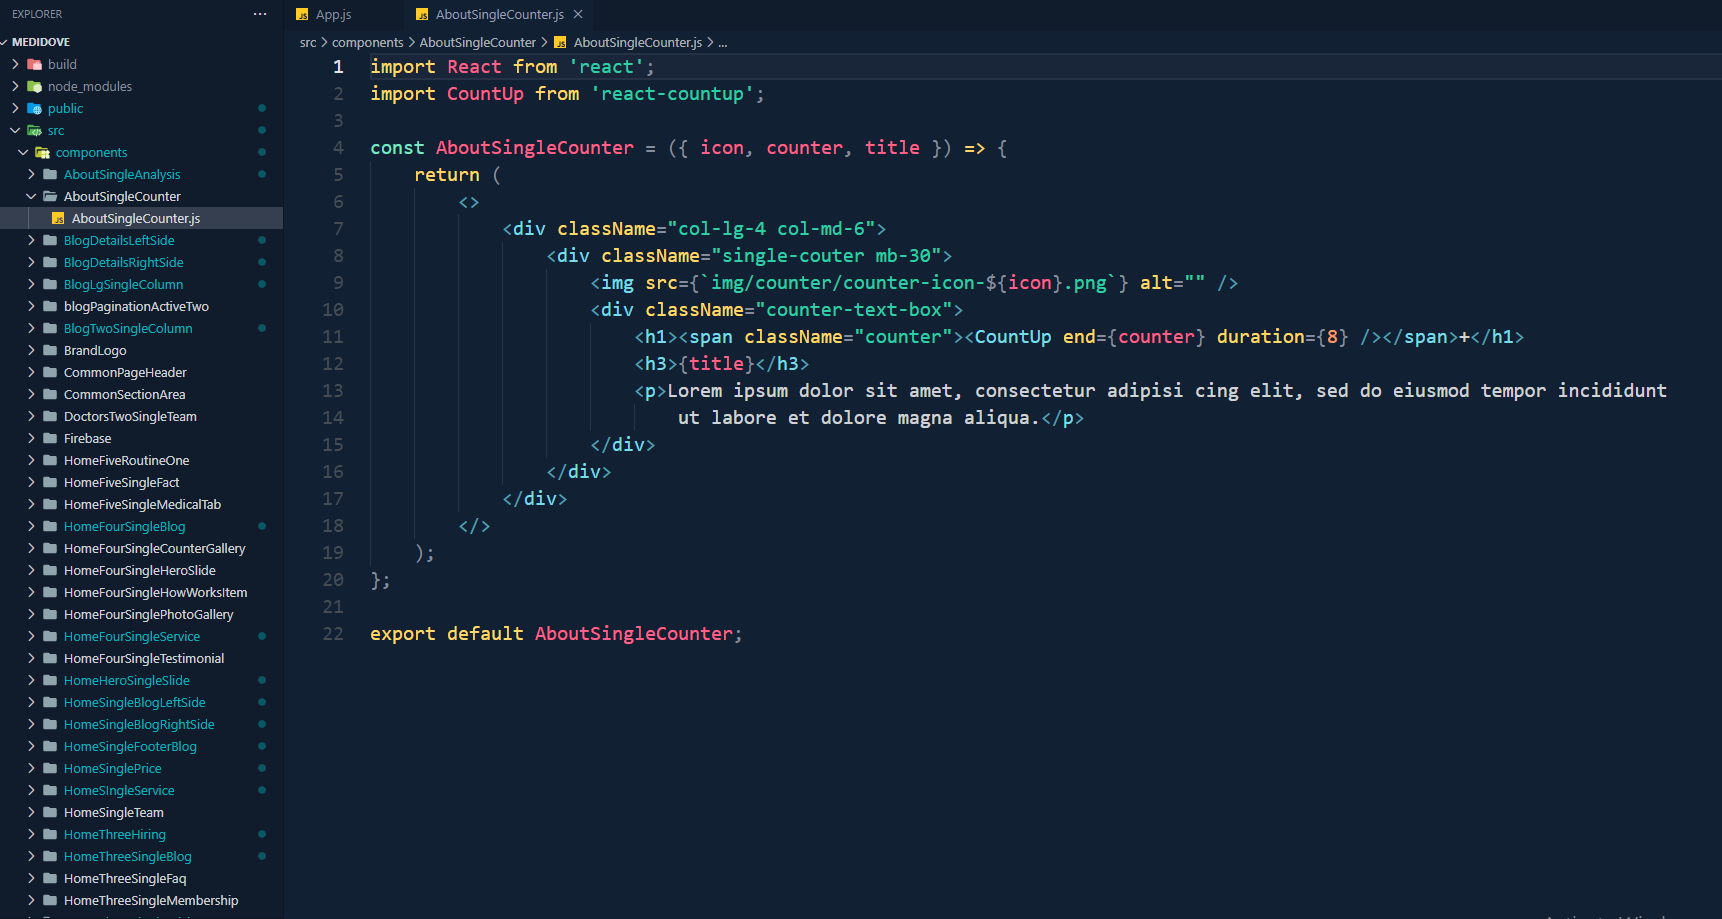 EXPLORER
...
MEDIDOVE
build
node_modules
public
src
components
AboutSingleAnalysis
AboutSingleCounter
AboutSingleCounter.js
BlogDetailsLeftSide
BlogDetailsRightSide
BlogLgSingleColumn
blogPaginationActiveTwo
BlogTwoSingleColumn
BrandLogo
CommonPageHeader
CommonSectionArea
DoctorsTwoSingleTeam
Firebase
HomeFiveRoutineOne
HomeFiveSingleFact
HomeFiveSingleMedicalTab
HomeFourSingleBlog
HomeFourSingleCounterGallery
HomeFourSingleHeroSlide
HomeFourSingleHowWorksItem
HomeFourSinglePhotoGallery
HomeFourSingleService
HomeFourSingleTestimonial
HomeHeroSingleSlide
HomeSingleBlogLeftSide
HomeSingleBlogRightSide
HomeSingleFooterBlog
HomeSinglePrice
HomeSIngleService
HomeSingleTeam
HomeThreeHiring
HomeThreeSingleBlog
HomeThreeSingleFaq
HomeThreeSingleMembership
JS App.js
JS AboutSingleCounter.js ×
src > components > AboutSingleCounter > JS AboutSingleCounter.js > ...
1 import React from 'react';
2 import CountUp from 'react-countup';
3
4 const AboutSingleCounter = ({ icon, counter, title }) => {
5     return (
6         <>
7             <div className="col-lg-4 col-md-6">
8                 <div className="single-couter mb-30">
9                     <img src={`img/counter/counter-icon-${icon}.png`} alt="" />
10                     <div className="counter-text-box">
11                         <h1><span className="counter"><CountUp end={counter} duration={8} /></span>+</h1>
12                         <h3>{title}</h3>
13                         <p>Lorem ipsum dolor sit amet, consectetur adipisi cing elit, sed do eiusmod tempor incididunt
14                             ut labore et dolore magna aliqua.</p>
15                     </div>
16                 </div>
17             </div>
18         </>
19     );
20 };
21
22 export default AboutSingleCounter;